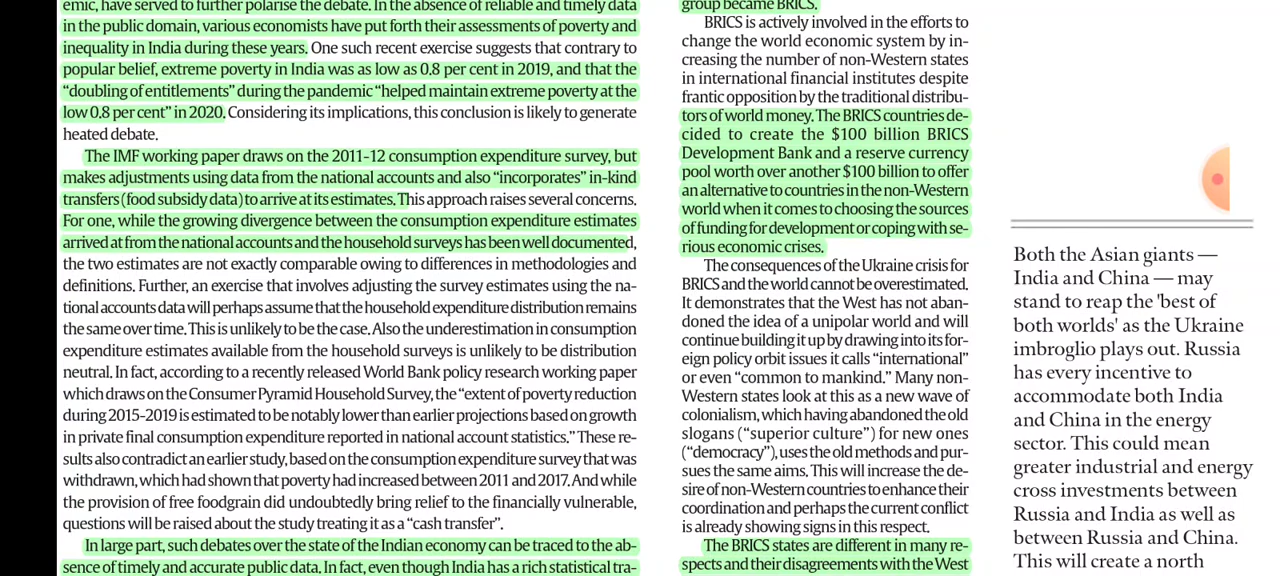 emic, have served to further polarise the debate. In the absence of reliable and timely data
in the public domain, various economists have put forth their assessments of poverty and
inequality in India during these years. One such recent exercise suggests that contrary to
popular belief, extreme poverty in India was as low as 0.8 per cent in 2019, and that the
“doubling of entitlements” during the pandemic “helped maintain extreme poverty at the
low 0.8 per cent” in 2020. Considering its implications, this conclusion is likely to generate
heated debate.
The IMF working paper draws on the 2011-12 consumption expenditure survey, but
makes adjustments using data from the national accounts and also “incorporates” in-kind
transfers (food subsidy data) to arrive at its estimates. This approach raises several concerns.
For one, while the growing divergence between the consumption expenditure estimates
arrived at from the national accounts and the household surveys has been well documented,
the two estimates are not exactly comparable owing to differences in methodologies and
definitions. Further, an exercise that involves adjusting the survey estimates using the na-
tional accounts data will perhaps assume that the household expenditure distribution remains
the same over time. This is unlikely to be the case. Also the underestimation in consumption
expenditure estimates available from the household surveys is unlikely to be distribution
neutral. In fact, according to a recently released World Bank policy research working paper
which draws on the Consumer Pyramid Household Survey, the “extent of poverty reduction
during 2015-2019 is estimated to be notably lower than earlier projections based on growth
in private final consumption expenditure reported in national account statistics.” These re-
sults also contradict an earlier study, based on the consumption expenditure survey that was
withdrawn, which had shown that poverty had increased between 2011 and 2017. And while
the provision of free foodgrain did undoubtedly bring relief to the financially vulnerable,
questions will be raised about the study treating it as a “cash transfer”.
In large part, such debates over the state of the Indian economy can be traced to the ab-
sence of timely and accurate public data. In fact, even though India has a rich statistical tra-
group became BRICS.
BRICS is actively involved in the efforts to
change the world economic system by in-
creasing the number of non-Western states
in international financial institutes despite
frantic opposition by the traditional distribu-
tors of world money. The BRICS countries de-
cided to create the $100 billion BRICS
Development Bank and a reserve currency
pool worth over another $100 billion to offer
an alternative to countries in the non-Western
world when it comes to choosing the sources
of funding for development or coping with se-
rious economic crises.
The consequences of the Ukraine crisis for
BRICS and the world cannot be overestimated.
It demonstrates that the West has not aban-
doned the idea of a unipolar world and will
continue building it up by drawing into its for-
eign policy orbit issues it calls “international”
or even “common to mankind.” Many non-
Western states look at this as a new wave of
colonialism, which having abandoned the old
slogans (“superior culture”) for new ones
(“democracy”), uses the old methods and pur-
sues the same aims. This will increase the de-
sire of non-Western countries to enhance their
coordination and perhaps the current conflict
is already showing signs in this respect.
The BRICS states are different in many re-
spects and their disagreements with the West
Both the Asian giants —
India and China — may
stand to reap the 'best of
both worlds' as the Ukraine
imbroglio plays out. Russia
has every incentive to
accommodate both India
and China in the energy
sector. This could mean
greater industrial and energy
cross investments between
Russia and India as well as
between Russia and China.
This will create a north